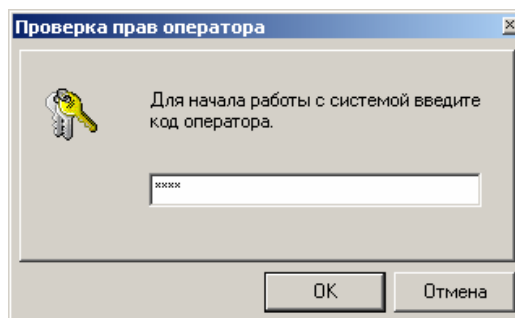 Проверка прав оператора
Для начала работы с системой введите
код оператора.
****
OK
Отмена